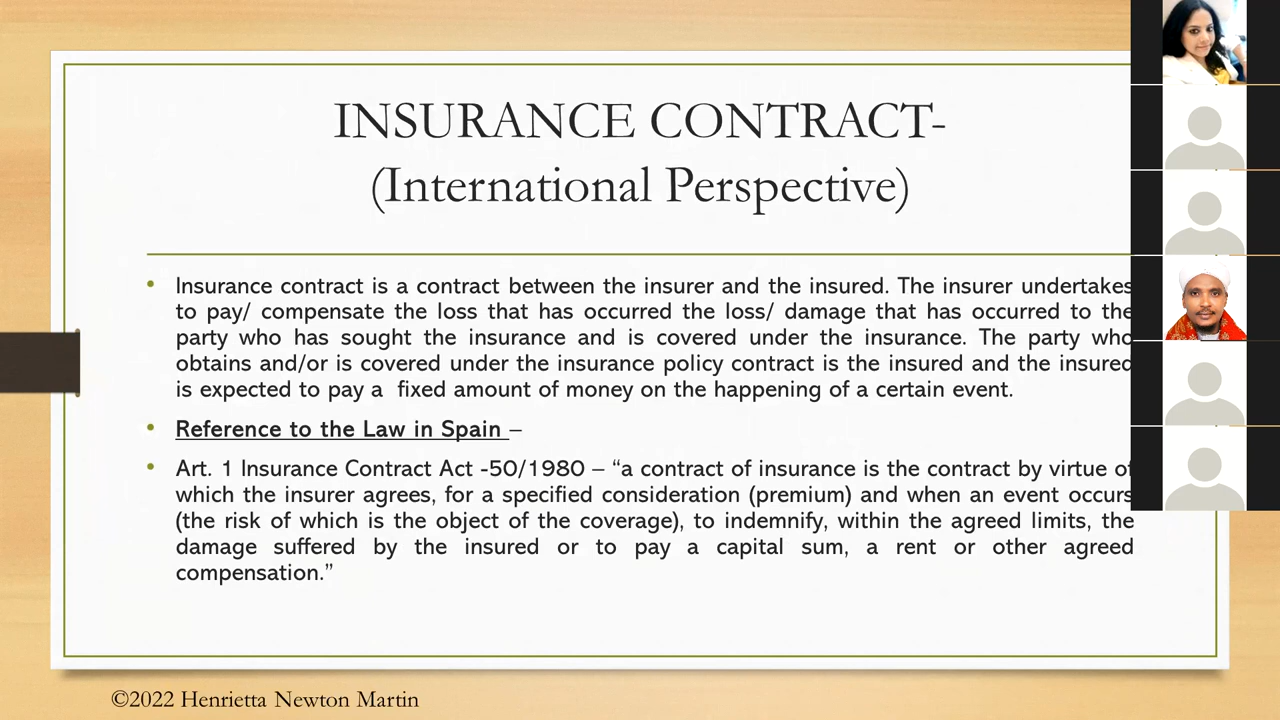 INSURANCE CONTRACT-
(International Perspective)
• Insurance contract is a contract between the insurer and the insured. The insurer undertakes
to pay/ compensate the loss that has occurred the loss/ damage that has occurred to the
party who has sought the insurance and is covered under the insurance. The party who
obtains and/or is covered under the insurance policy contract is the insured and the insured
is expected to pay a  fixed amount of money on the happening of a certain event.
• Reference to the Law in Spain –
• Art. 1 Insurance Contract Act -50/1980 – “a contract of insurance is the contract by virtue of
which the insurer agrees, for a specified consideration (premium) and when an event occurs
(the risk of which is the object of the coverage), to indemnify, within the agreed limits, the
damage suffered by the insured or to pay a capital sum, a rent or other agreed
compensation.”
©2022 Henrietta Newton Martin